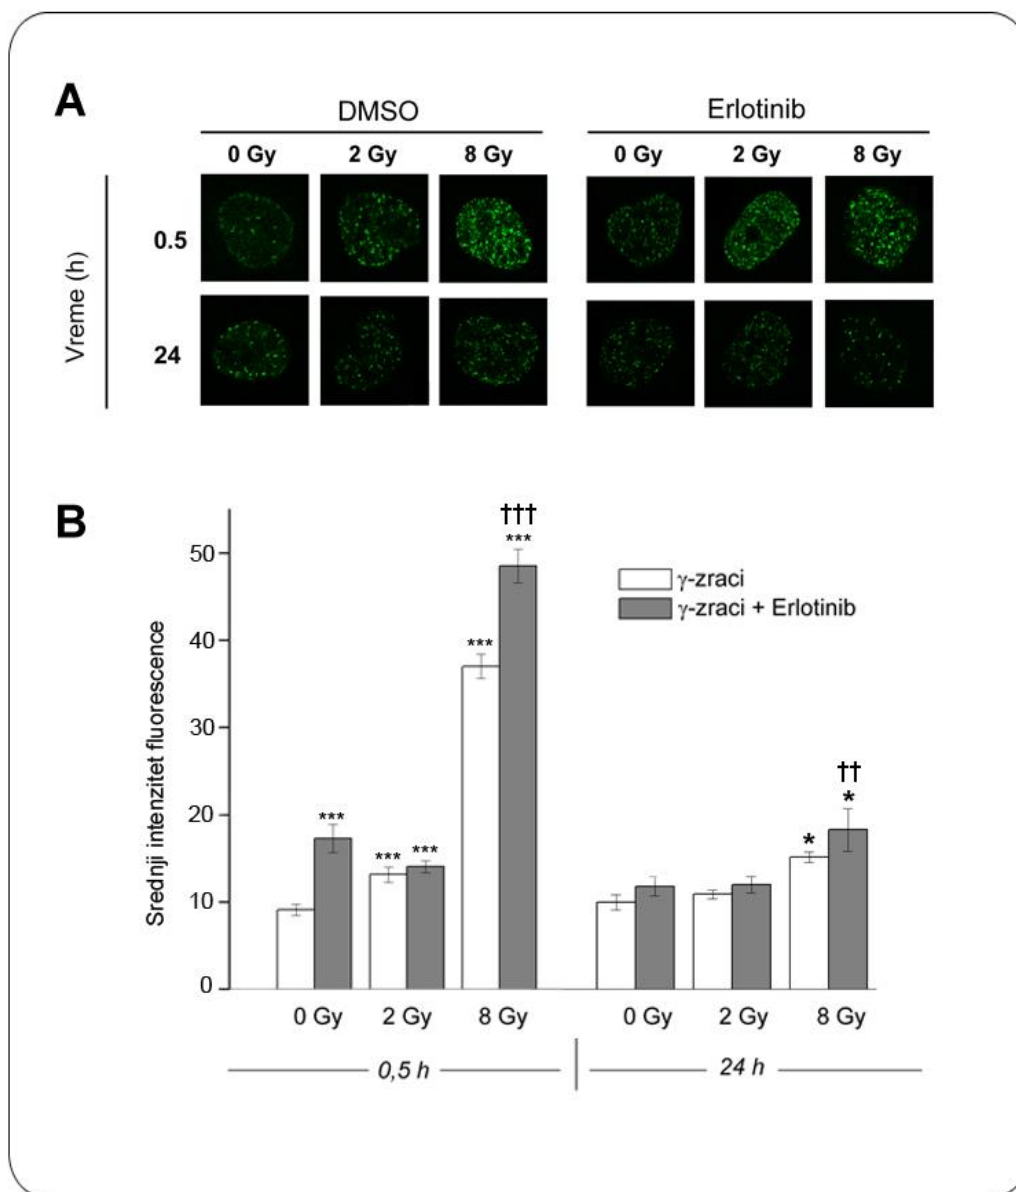 A
DMSO
Erlotinib
0 Gy 2 Gy 8 Gy 0 Gy 2 Gy 8 Gy
Vreme (h)
0.5
24
B
Srednji intenzitet fluorescence
50
40
30
20
10
0
***
***
***
***
†††
***
*
††
*
γ-zraci
γ-zraci + Erlotinib
0 Gy 2 Gy 8 Gy 0 Gy 2 Gy 8 Gy
0,5 h 24 h